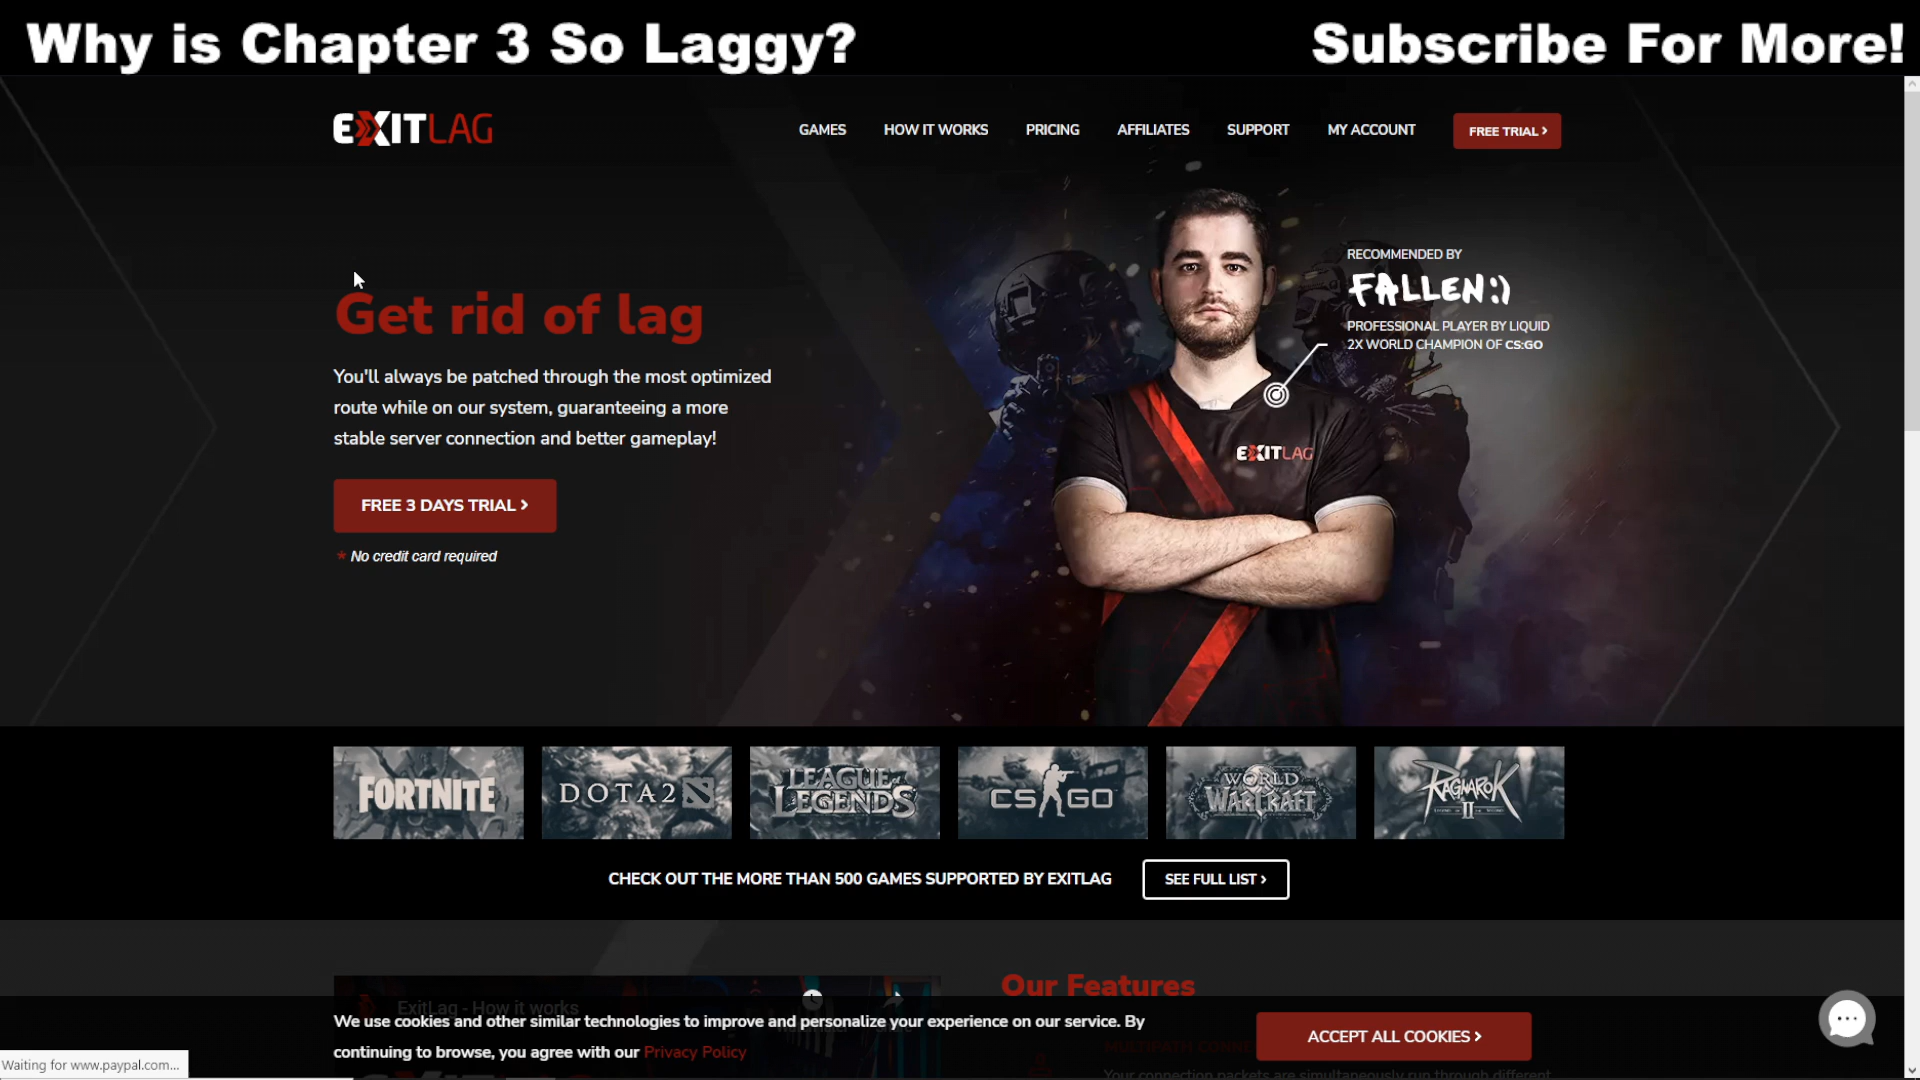 Why is Chapter 3 So Laggy?
Subscribe For More!
EXITLAG
GAMES
HOW IT WORKS
PRICING
AFFILIATES
SUPPORT
MY ACCOUNT
FREE TRIAL ›
RECOMMENDED BY
FALLEN:)
PROFESSIONAL PLAYER BY LIQUID
2X WORLD CHAMPION OF CS:GO
Get rid of lag
You'll always be patched through the most optimized
route while on our system, guaranteeing a more
stable server connection and better gameplay!
EXITLAG
FREE 3 DAYS TRIAL ›
* No credit card required
FORTNITE
DOTA 2
LEAGUE of LEGENDS
CS GO
WORLD WARCRAFT
RAGNAROK II
CHECK OUT THE MORE THAN 500 GAMES SUPPORTED BY EXITLAG
SEE FULL LIST ›
Our Features
ExitLag - How it works
We use cookies and other similar technologies to improve and personalize your experience on our service. By
continuing to browse, you agree with our Privacy Policy
ACCEPT ALL COOKIES ›
MULTIPATH CONNE
Your connection packets are simultaneously run through different
Waiting for www.paypal.com...